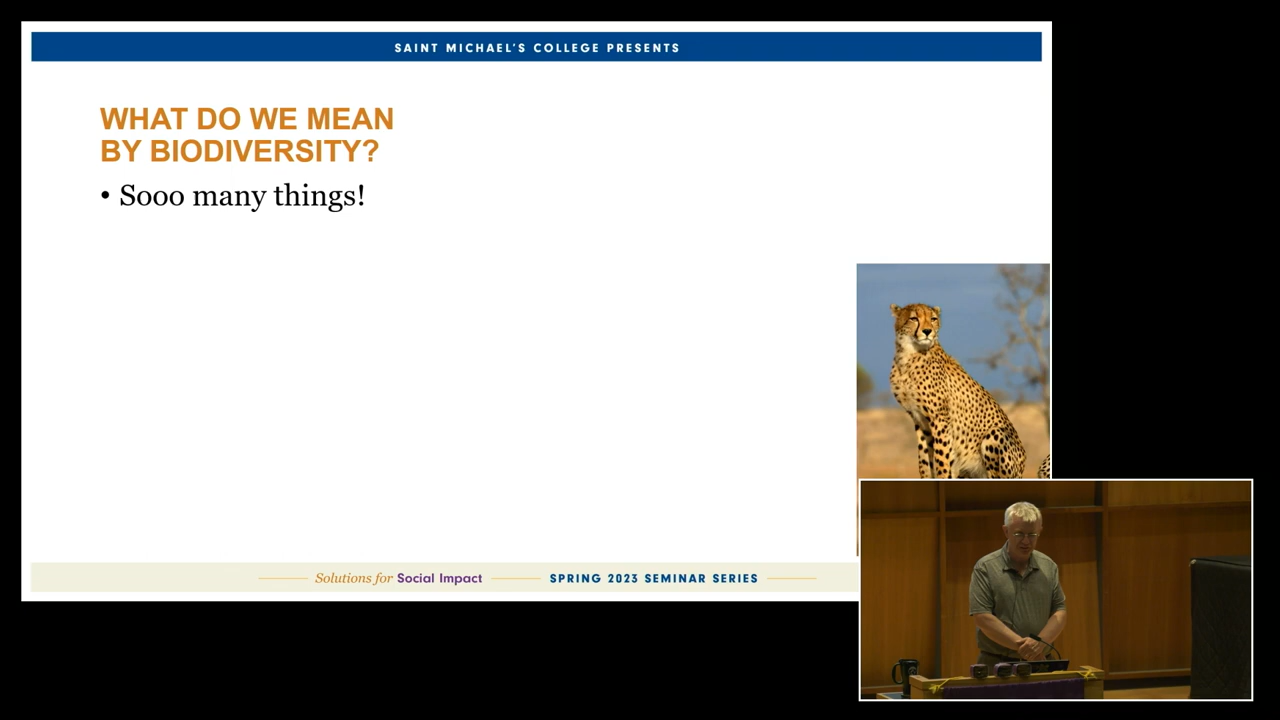 SAINT MICHAEL'S COLLEGE PRESENTS
WHAT DO WE MEAN
BY BIODIVERSITY?
• Sooo many things!
Solutions for Social Impact
SPRING 2023 SEMINAR SERIES